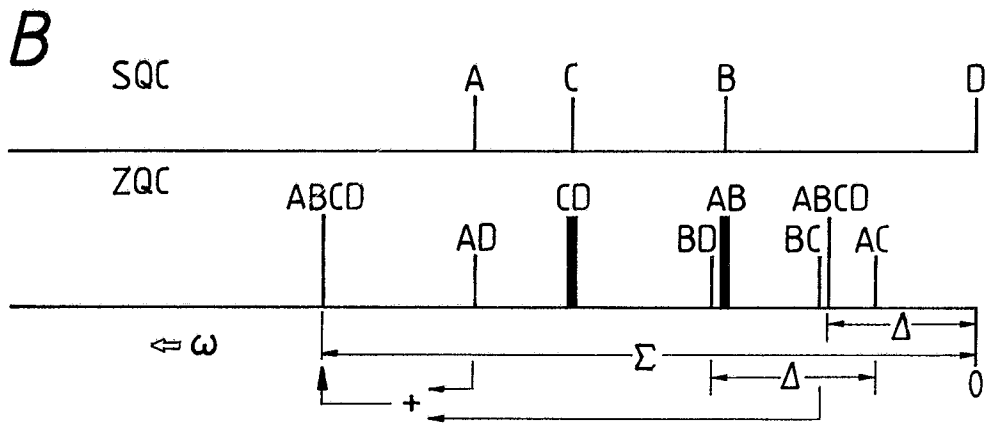 B
SQC A C B D
ZQC
ABCD CD AB ABCD
AD BD BC AC
Δ
⇐ ω
Σ
Δ 0
+